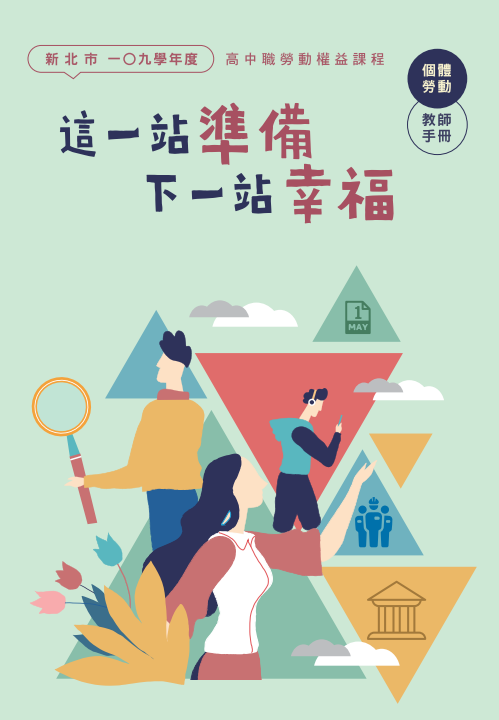 新北市 一〇九學年度 高中職勞動權益課程
個體
勞動
教師
手冊
這一站準備
下一站幸福
1
MAY